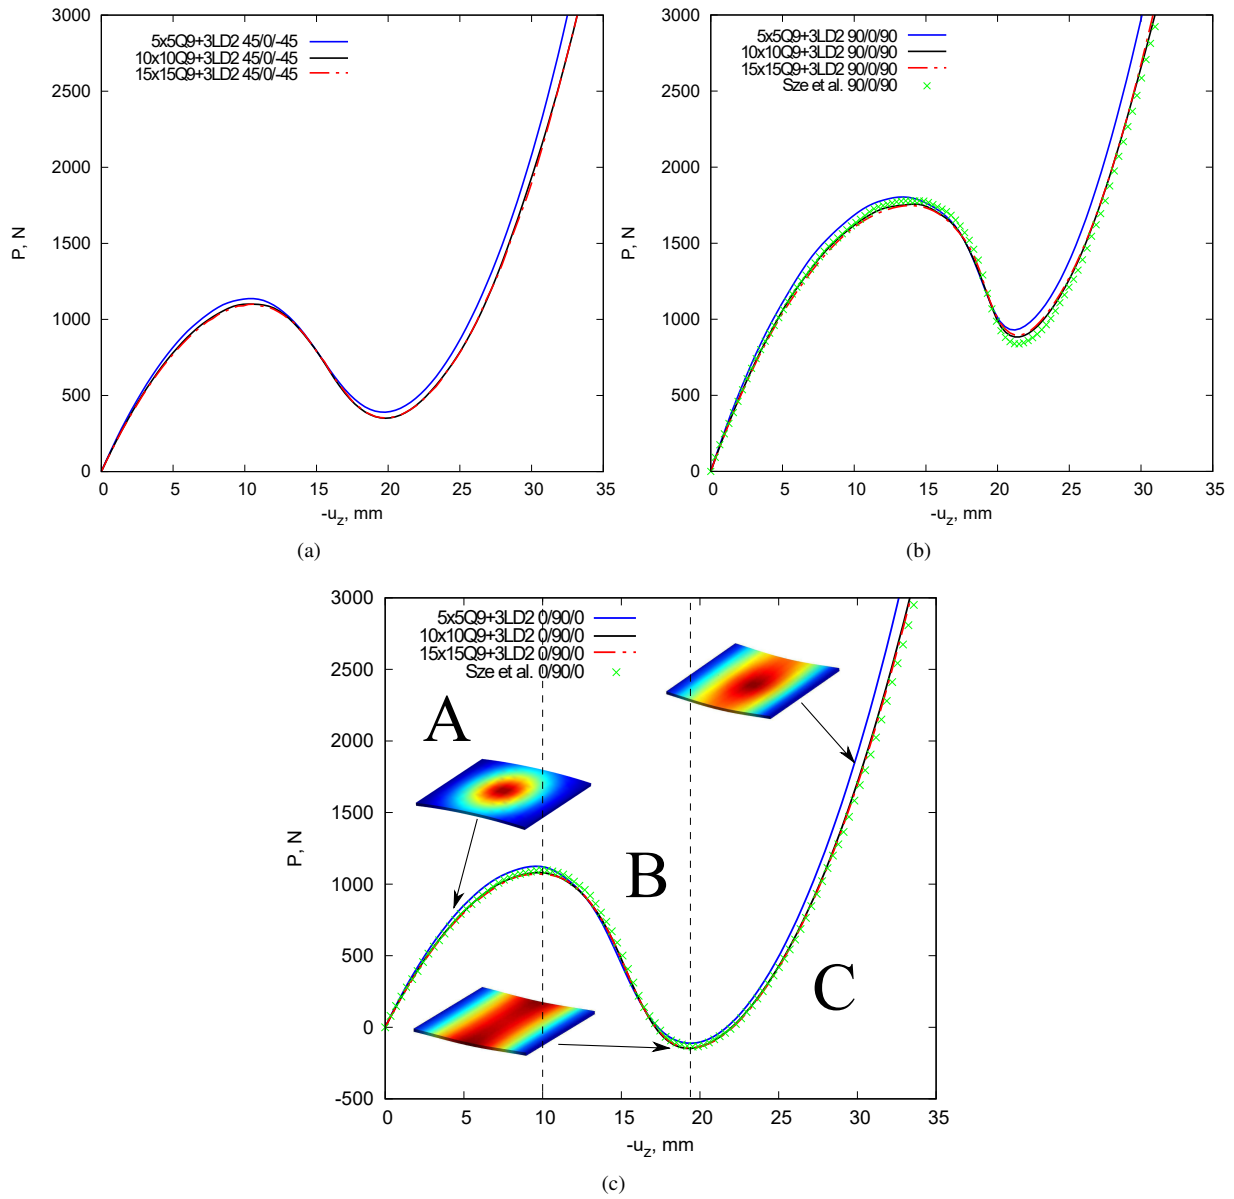 3000
2500
2000
1500
1000
500
0
5x5Q9+3LD2 45/0/-45
10x10Q9+3LD2 45/0/-45
15x15Q9+3LD2 45/0/-45
P, N
0 5 10 15 20 25 30 35
-uz, mm
(a)
3000
2500
2000
1500
1000
500
0
5x5Q9+3LD2 90/0/90
10x10Q9+3LD2 90/0/90
15x15Q9+3LD2 90/0/90
Sze et al. 90/0/90
P, N
0 5 10 15 20 25 30 35
-uz, mm
(b)
3000
2500
2000
1500
1000
500
0
-500
5x5Q9+3LD2 0/90/0
10x10Q9+3LD2 0/90/0
15x15Q9+3LD2 0/90/0
Sze et al. 0/90/0
A
B
C
P, N
0 5 10 15 20 25 30 35
-uz, mm
(c)